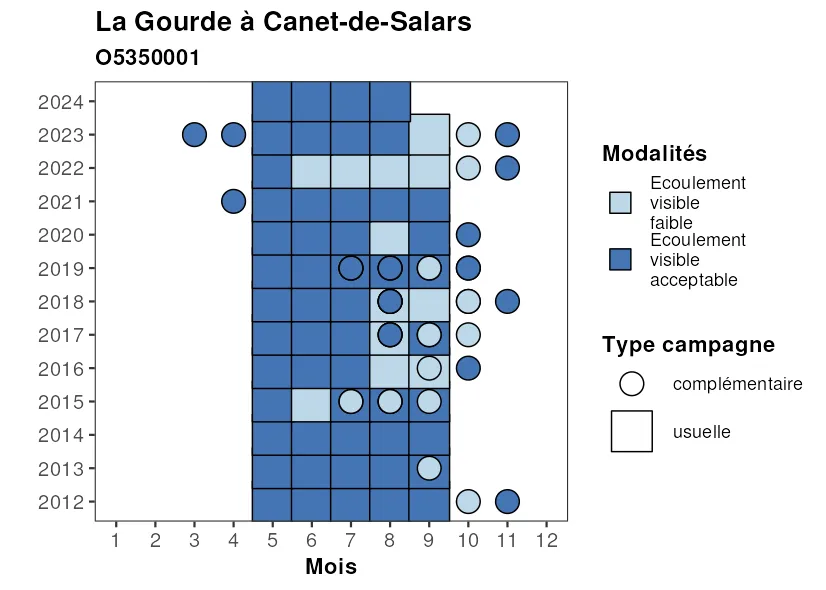 La Gourde à Canet-de-Salars
O5350001
2024
2023
2022
2021
2020
2019
2018
2017
2016
2015
2014
2013
2012
1 2 3 4 5 6 7 8 9 10 11 12
Mois
Modalités
Ecoulement
visible
faible
Ecoulement
visible
acceptable
Type campagne
complémentaire
usuelle